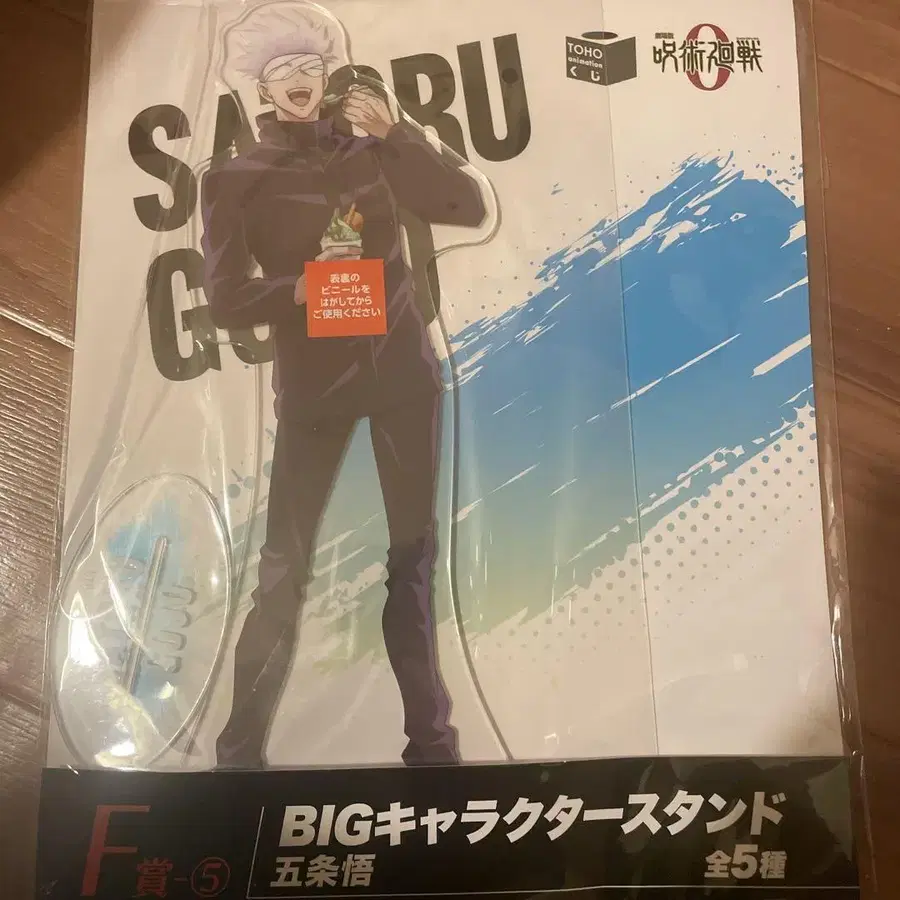 SATORU
TOHO
animation
くじ
劇場版
呪術廻戦
0
表裏の
ビニールを
はがしてから
ご使用ください
F賞-⑤
BIGキャラクタースタンド
五条悟
全5種